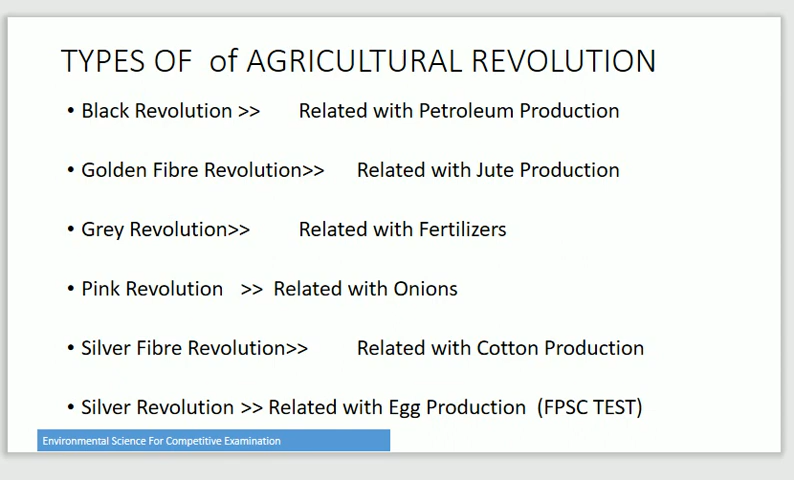 TYPES OF of AGRICULTURAL REVOLUTION
• Black Revolution >> Related with Petroleum Production
• Golden Fibre Revolution>> Related with Jute Production
• Grey Revolution>> Related with Fertilizers
• Pink Revolution >> Related with Onions
• Silver Fibre Revolution>> Related with Cotton Production
• Silver Revolution >> Related with Egg Production (FPSC TEST)
Environmental Science For Competitive Examination